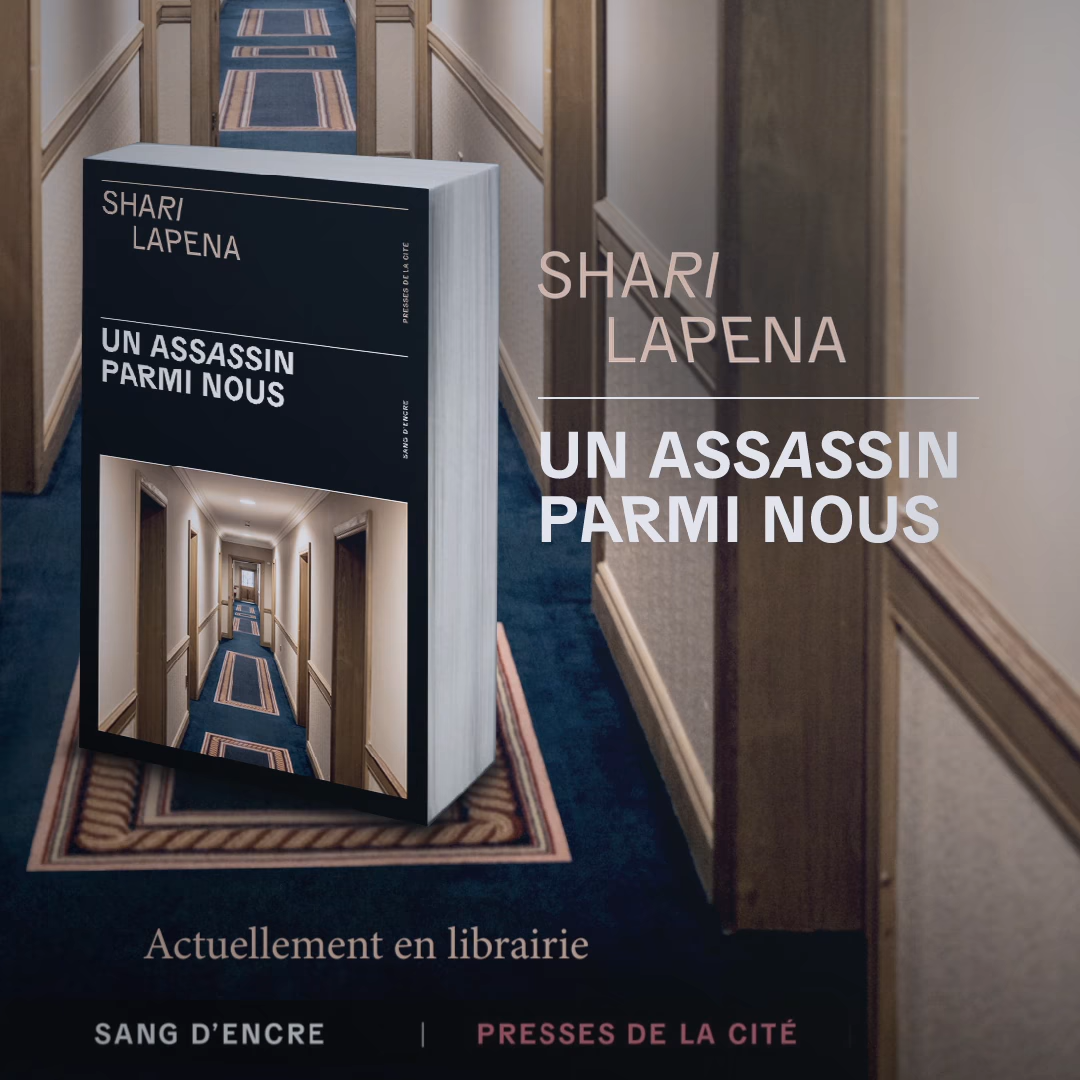 SHARI
LAPENA
PRESSES DE LA CITÉ
UN ASSASSIN
PARMI NOUS
SANG D'ENCRE
SHARI
LAPENA
UN ASSASSIN
PARMI NOUS
Actuellement en librairie
SANG D'ENCRE | PRESSES DE LA CITÉ